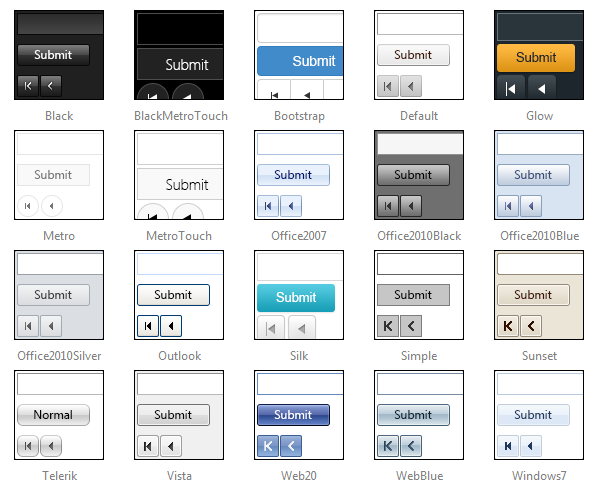 Submit Submit Submit Submit Submit
Black BlackMetroTouch Bootstrap Default Glow
Submit Submit Submit Submit Submit
Metro MetroTouch Office2007 Office2010Black Office2010Blue
Submit Submit Submit Submit Submit
Office2010Silver Outlook Silk Simple Sunset
Normal Submit Submit Submit Submit
Telerik Vista Web20 WebBlue Windows7